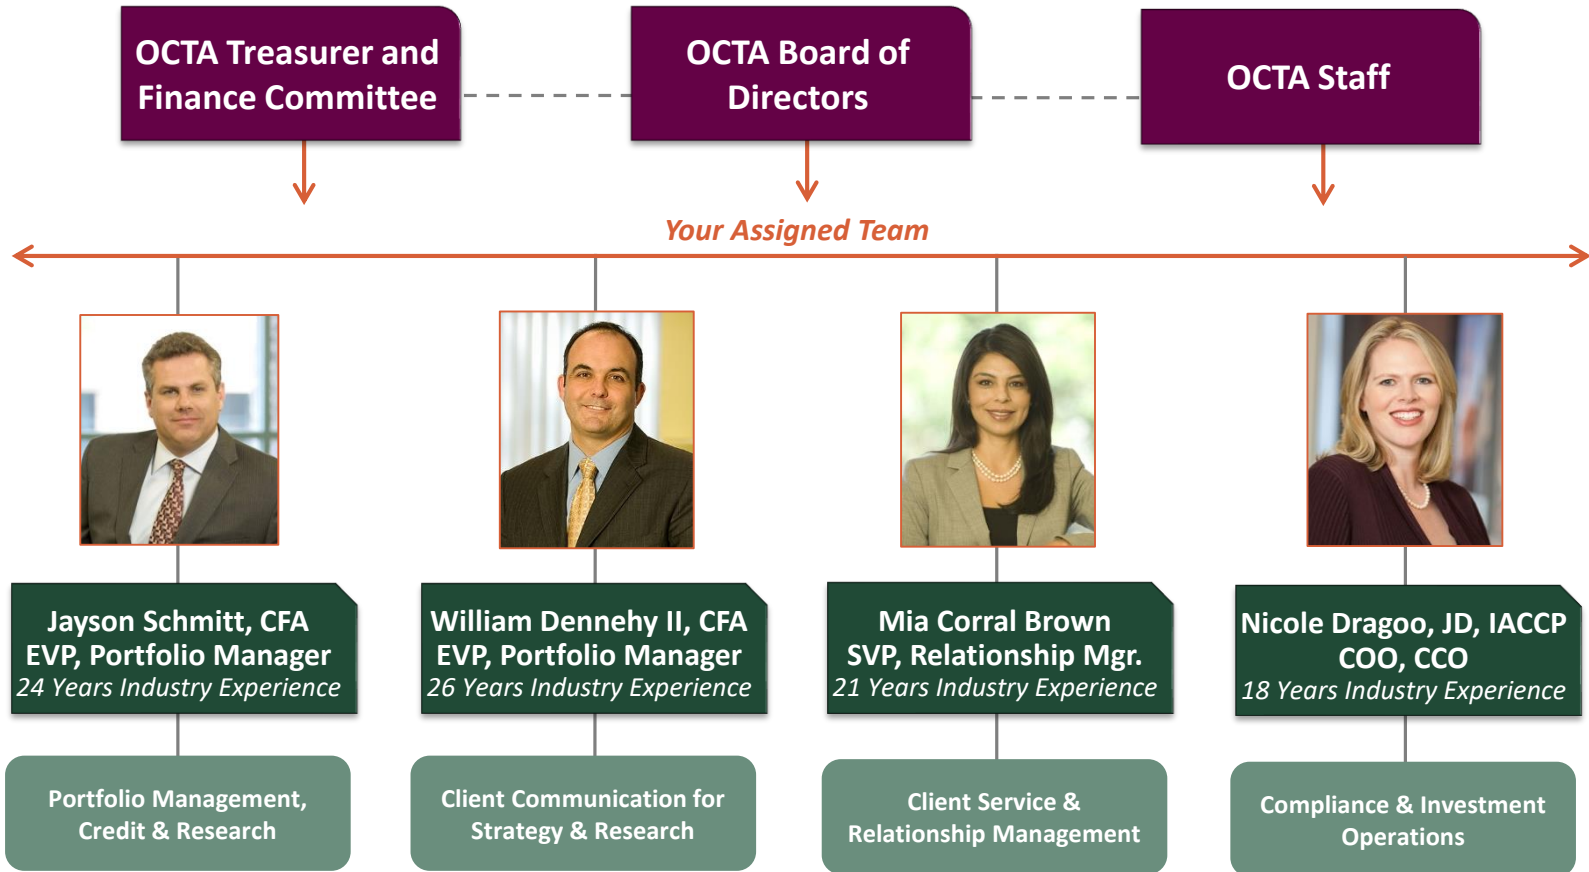 OCTA Treasurer and
Finance Committee
OCTA Board of
Directors
OCTA Staff
Your Assigned Team
Jayson Schmitt, CFA
EVP, Portfolio Manager
24 Years Industry Experience
William Dennehy II, CFA
EVP, Portfolio Manager
26 Years Industry Experience
Mia Corral Brown
SVP, Relationship Mgr.
21 Years Industry Experience
Nicole Dragoo, JD, IACCP
COO, CCO
18 Years Industry Experience
Portfolio Management,
Credit & Research
Client Communication for
Strategy & Research
Client Service &
Relationship Management
Compliance & Investment
Operations